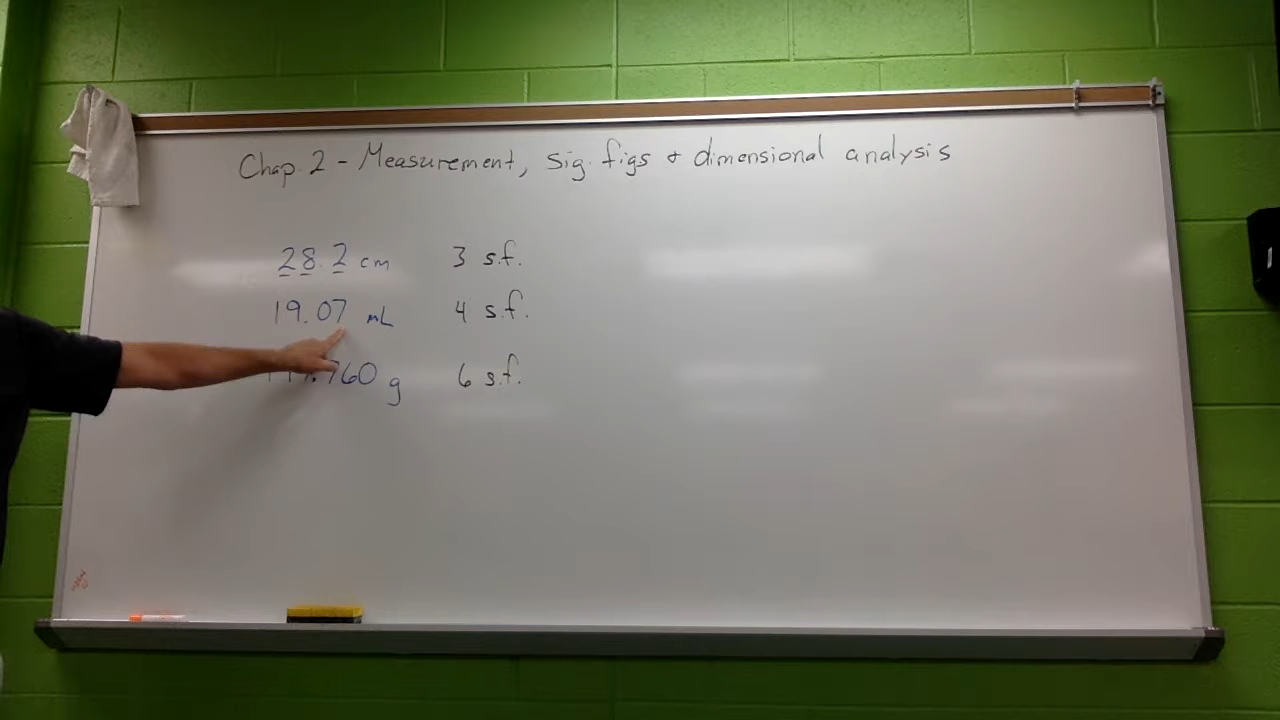 Chap. 2 - Measurement, sig. figs & dimensional analysis
28.2 cm 3 s.f.
19.07 mL 4 s.f.
.760 g 6 s.f.